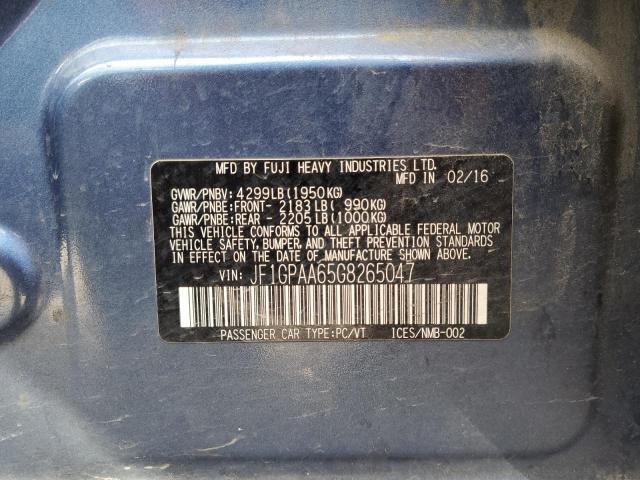 MFD BY FUJI HEAVY INDUSTRIES LTD.
MFD IN 02/16
GVWR/PNBV: 4299LB(1950KG)
GAWR/PNBE:FRONT- 2183LB( 990KG)
GAWR/PNBE:REAR - 2205LB(1000KG)
THIS VEHICLE CONFORMS TO ALL APPLICABLE FEDERAL MOTOR
VEHICLE SAFETY, BUMPER, AND THEFT PREVENTION STANDARDS
IN EFFECT ON THE DATE OF MANUFACTURE SHOWN ABOVE.
VIN: JF1GPAA65G8265047
PASSENGER CAR TYPE:PC/VT ICES/NMB-002